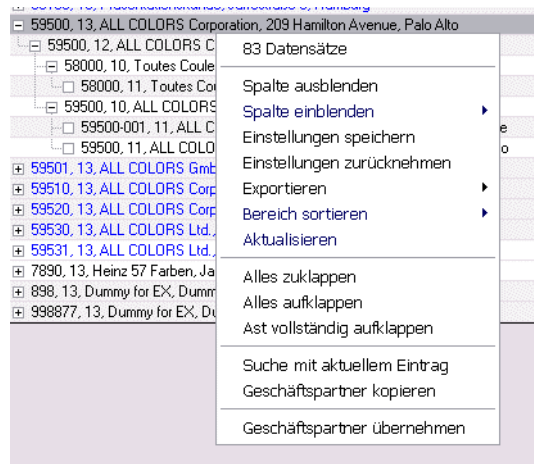 59500, 13, ALL COLORS Corporation, 209 Hamilton Avenue, Palo Alto
59500, 12, ALL COLORS C
58000, 10, Toutes Coule
58000, 11, Toutes Co
59500, 10, ALL COLORS
59500-001, 11, ALL C
e
59500, 11, ALL COLO
o
59501, 13, ALL COLORS Gmb
59510, 13, ALL COLORS Corp
59520, 13, ALL COLORS Corp
59530, 13, ALL COLORS Ltd.,
59531, 13, ALL COLORS Ltd.,
7890, 13, Heinz 57 Farben, Ja
898, 13, Dummy for EX, Dumm
998877, 13, Dummy for EX, Du
83 Datensätze
Spalte ausblenden
Spalte einblenden
Einstellungen speichern
Einstellungen zurücknehmen
Exportieren
Bereich sortieren
Aktualisieren
Alles zuklappen
Alles aufklappen
Ast vollständig aufklappen
Suche mit aktuellem Eintrag
Geschäftspartner kopieren
Geschäftspartner übernehmen